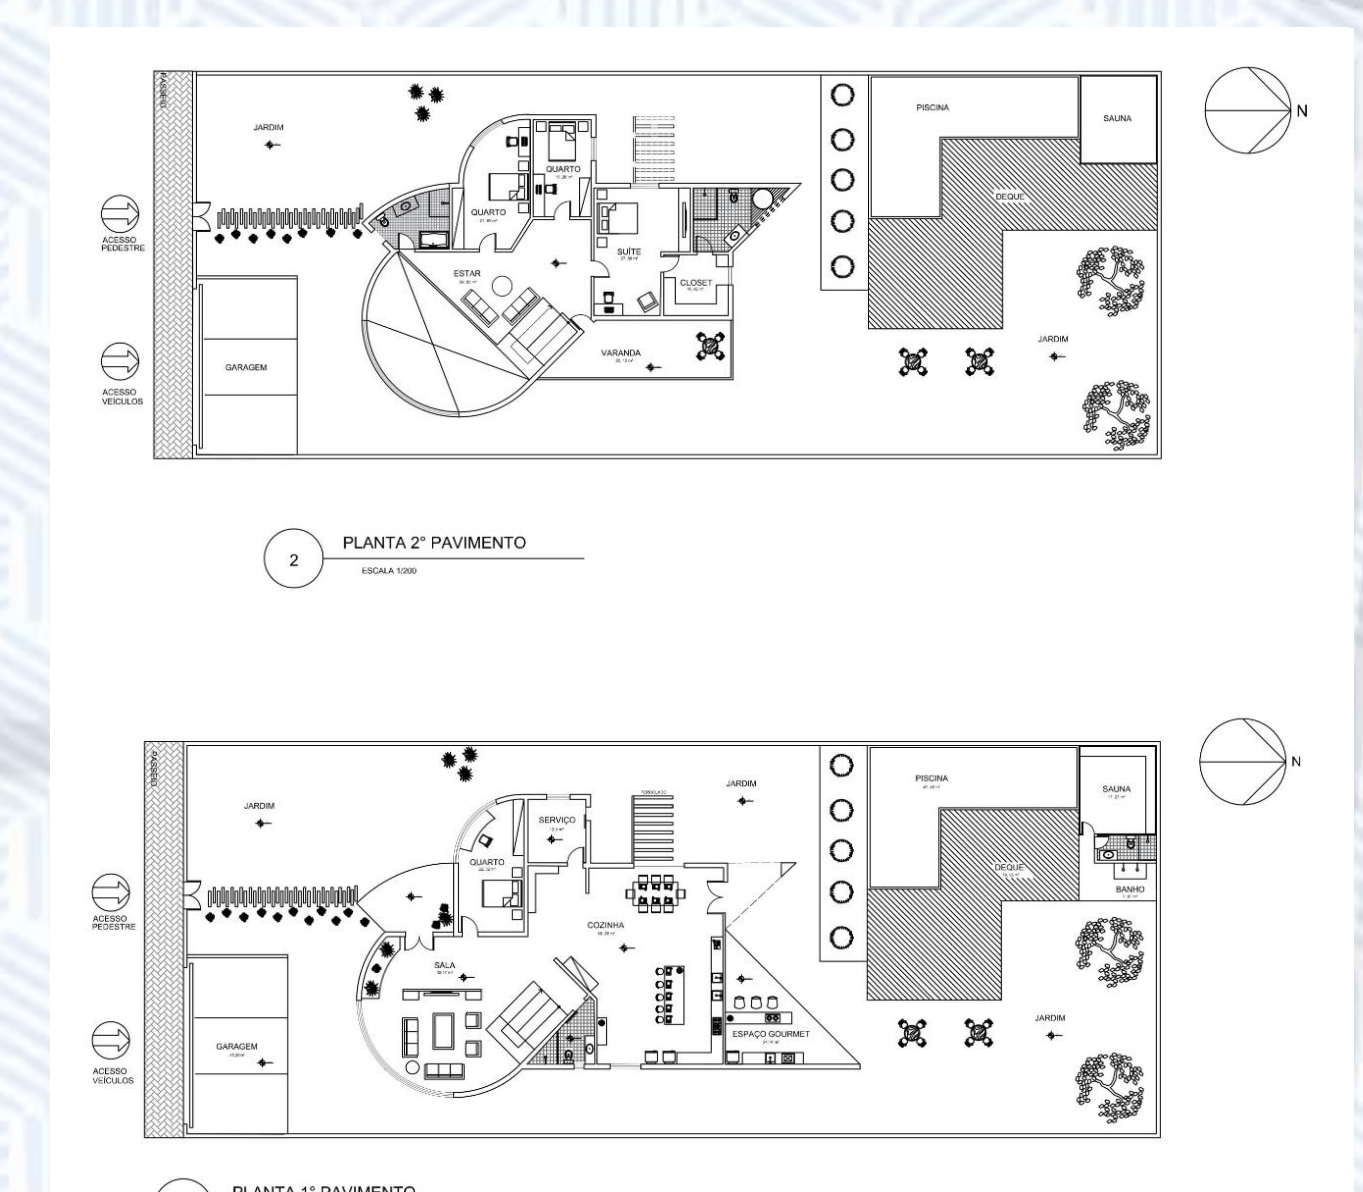 PASSEIO
PISCINA
SAUNA
N
JARDIM
QUARTO
QUARTO
DEQUE
ACESSO
PEDESTRE
SUÍTE
ESTAR
CLOSET
JARDIM
VARANDA
GARAGEM
ACESSO
VEÍCULOS
2
PLANTA 2° PAVIMENTO
ESCALA 1/200
PASSEIO
N
PISCINA
JARDIM
SAUNA
JARDIM
SERVIÇO
QUARTO
DEQUE
BANHO
ACESSO
PEDESTRE
COZINHA
SALA
JARDIM
ESPAÇO GOURMET
GARAGEM
ACESSO
VEÍCULOS
PLANTA 1° PAVIMENTO